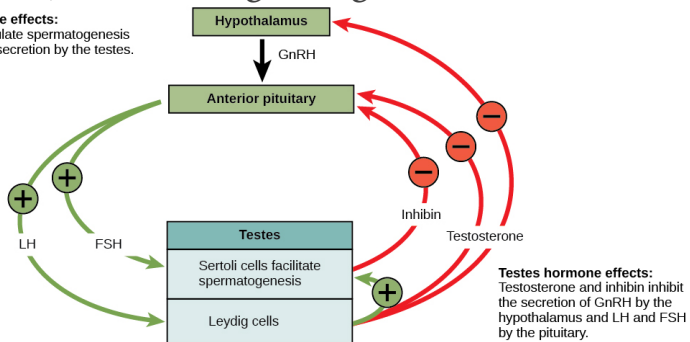 e effects:
ulate spermatogenesis
secretion by the testes.
Hypothalamus
GnRH
Anterior pituitary
+
+
LH
FSH
−
−
−
Inhibin
Testosterone
Testes
Sertoli cells facilitate
spermatogenesis
+
Leydig cells
Testes hormone effects:
Testosterone and inhibin inhibit
the secretion of GnRH by the
hypothalamus and LH and FSH
by the pituitary.